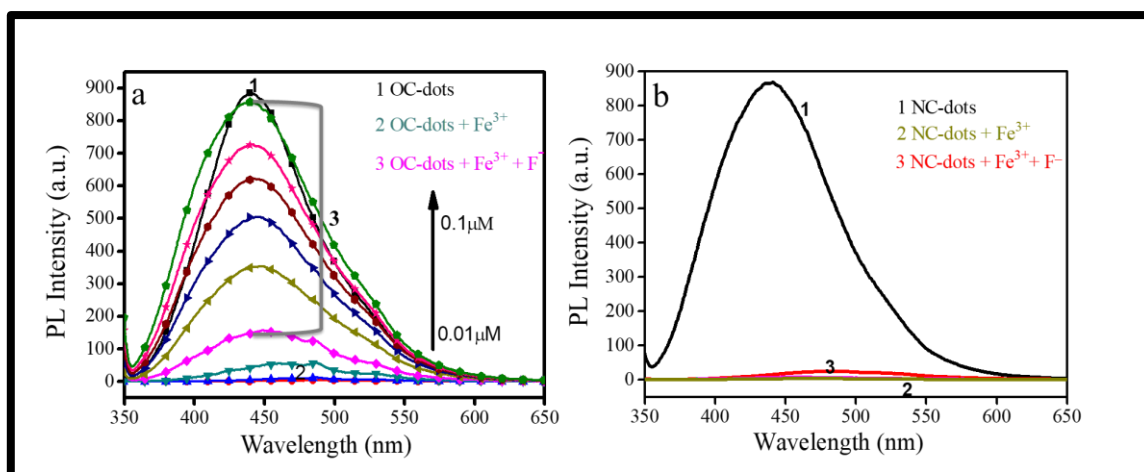 a
1
1 OC-dots
2 OC-dots + Fe³⁺
3 OC-dots + Fe³⁺ + F⁻
3
0.1µM
0.01µM
2
PL Intensity (a.u.)
900
800
700
600
500
400
300
200
100
0
350 400 450 500 550 600 650
Wavelength (nm)
b
1
1 NC-dots
2 NC-dots + Fe³⁺
3 NC-dots + Fe³⁺ + F⁻
3
2
PL Intensity (a.u.)
900
800
700
600
500
400
300
200
100
0
350 400 450 500 550 600 650
Wavelength (nm)